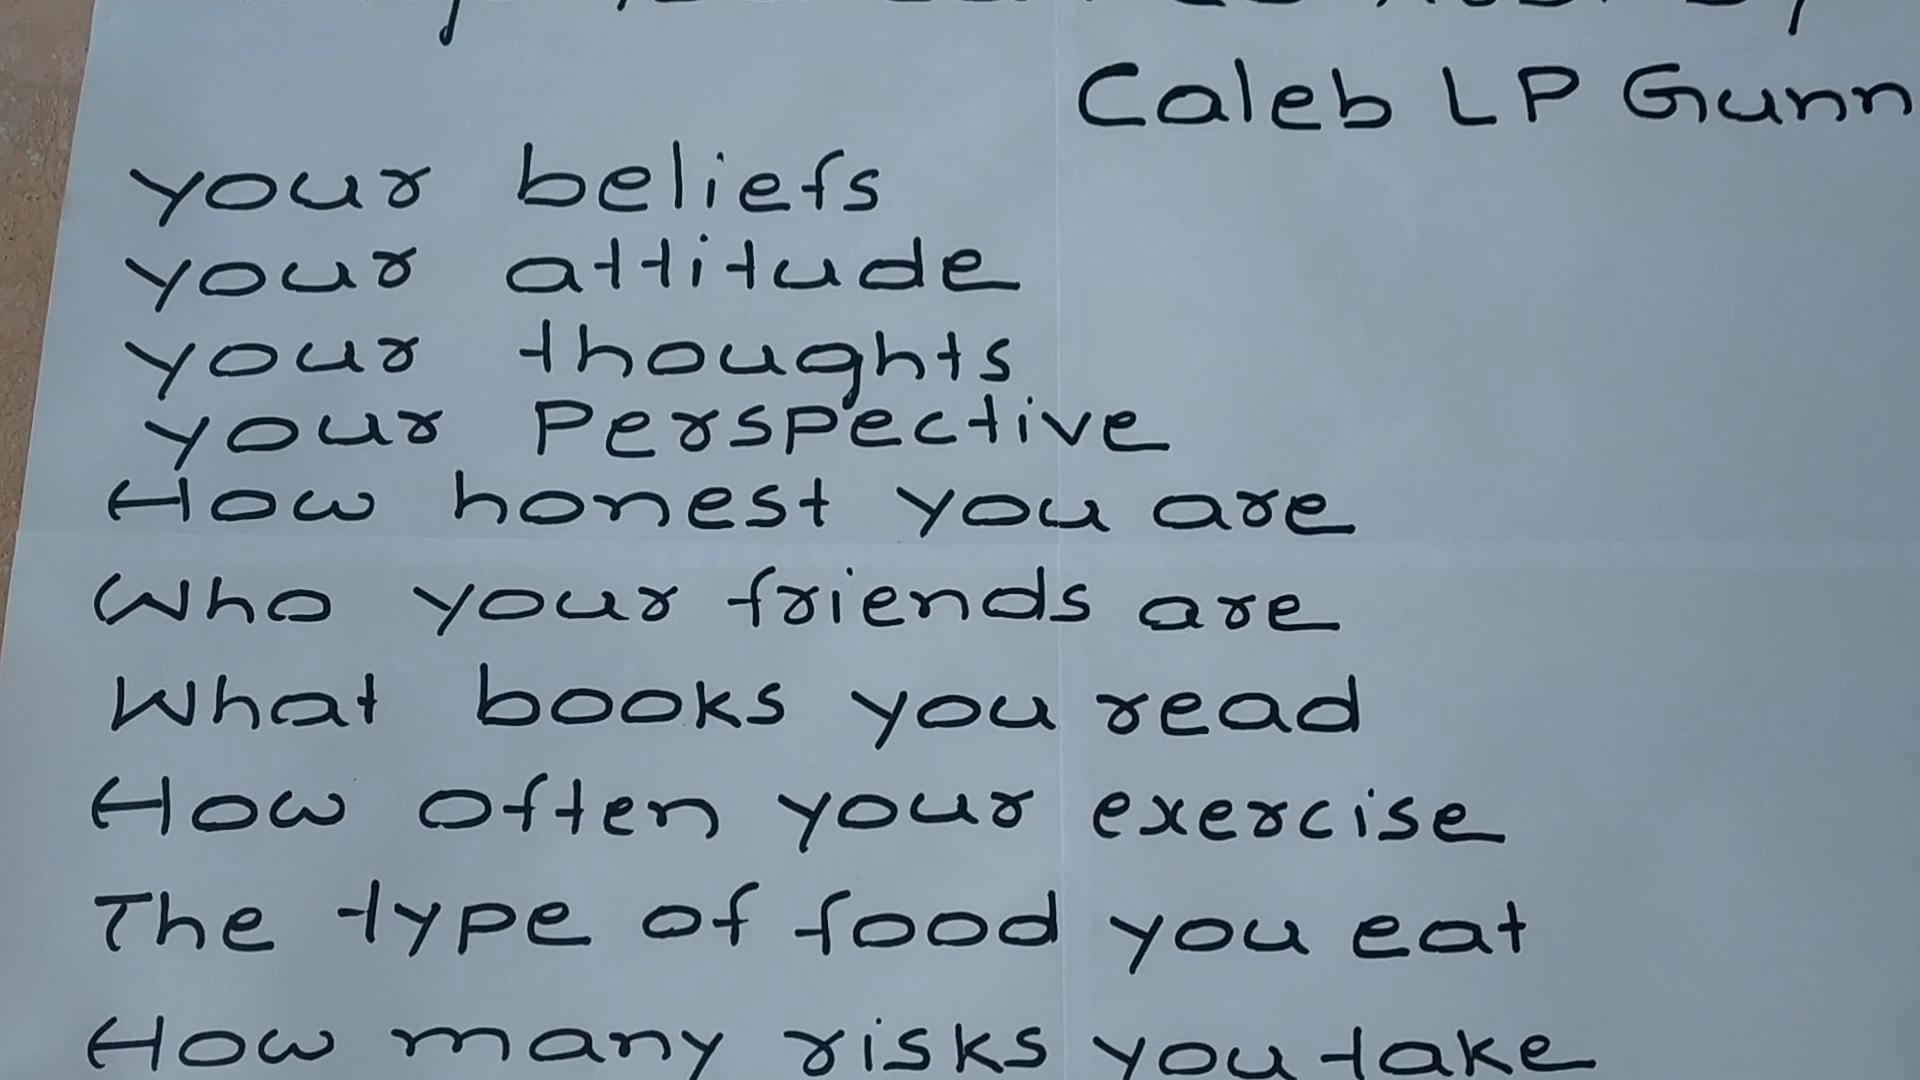 Caleb LP Gunn
your beliefs
your attitude
your thoughts
your Perspective
How honest you are
Who your friends are
What books you read
How often your exercise
The type of food you eat
How many risks you take